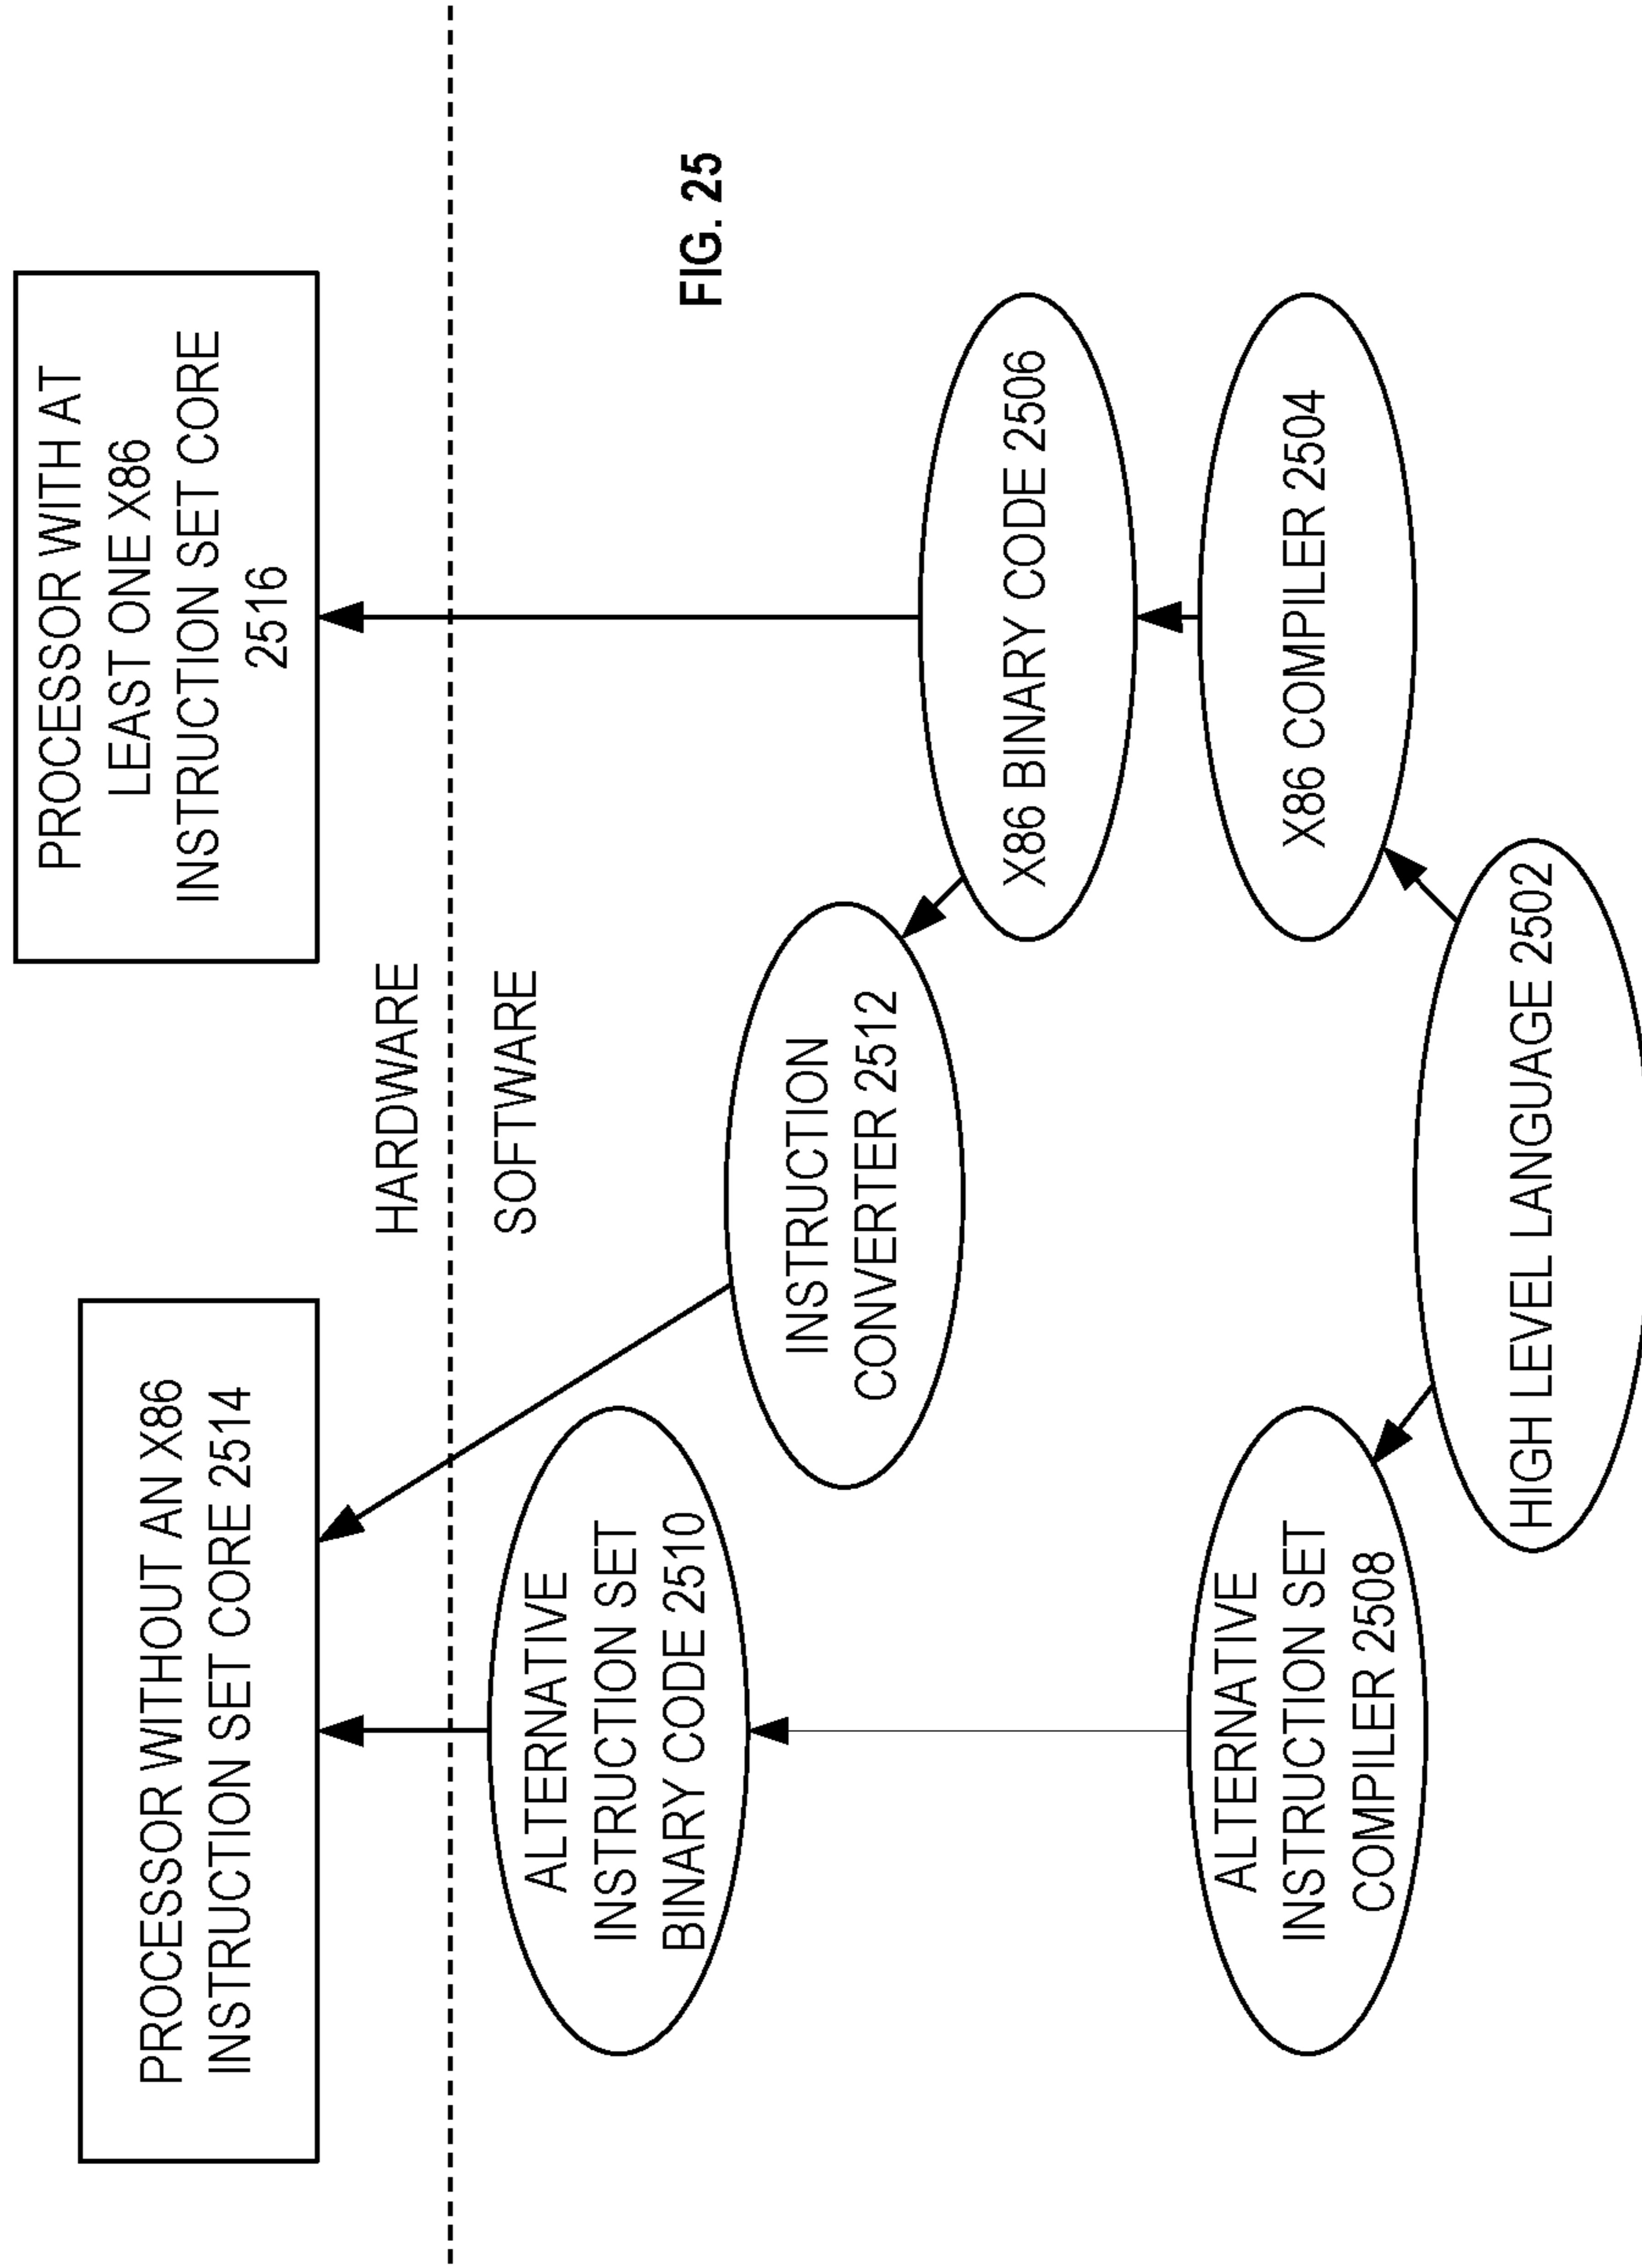 PROCESSOR WITHOUT AN X86
INSTRUCTION SET CORE 2514
PROCESSOR WITH AT
LEAST ONE X86
INSTRUCTION SET CORE
2516
HARDWARE
SOFTWARE
ALTERNATIVE
INSTRUCTION SET
BINARY CODE 2510
INSTRUCTION
CONVERTER 2512
FIG. 25
X86 BINARY CODE 2506
ALTERNATIVE
INSTRUCTION SET
COMPILER 2508
X86 COMPILER 2504
HIGH LEVEL LANGUAGE 2502